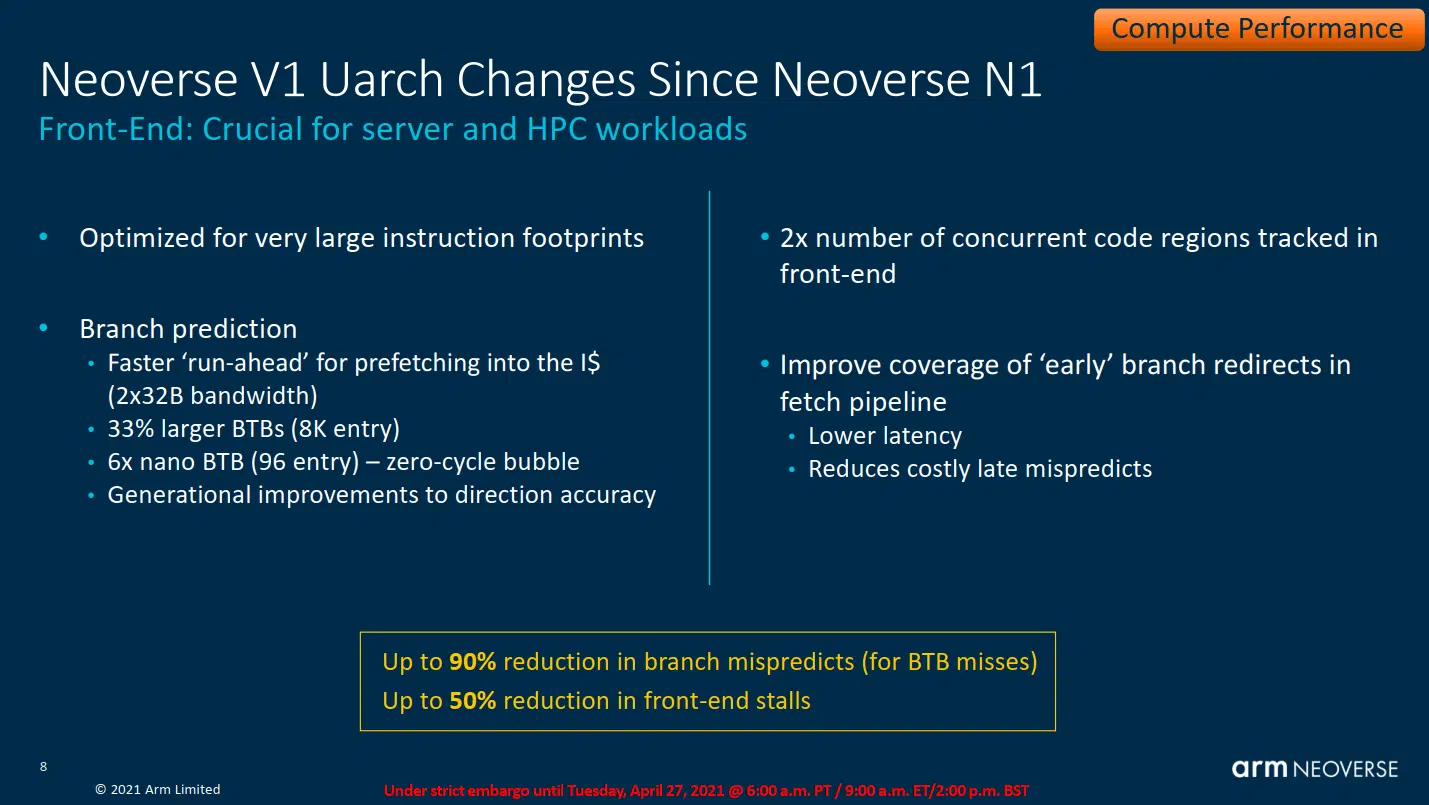 Compute Performance
Neoverse V1 Uarch Changes Since Neoverse N1
Front-End: Crucial for server and HPC workloads
• Optimized for very large instruction footprints
• Branch prediction
• Faster ‘run-ahead’ for prefetching into the I$
(2x32B bandwidth)
• 33% larger BTBs (8K entry)
• 6x nano BTB (96 entry) – zero-cycle bubble
• Generational improvements to direction accuracy
• 2x number of concurrent code regions tracked in
front-end
• Improve coverage of ‘early’ branch redirects in
fetch pipeline
• Lower latency
• Reduces costly late mispredicts
Up to 90% reduction in branch mispredicts (for BTB misses)
Up to 50% reduction in front-end stalls
8
© 2021 Arm Limited
Under strict embargo until Tuesday, April 27, 2021 @ 6:00 a.m. PT / 9:00 a.m. ET/2:00 p.m. BST
arm NEOVERSE